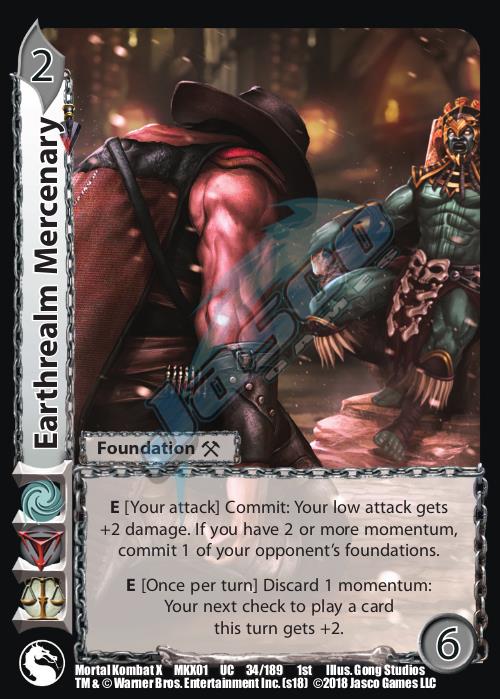 2
Earthrealm Mercenary
Jasco
GAMES
Foundation
E [Your attack] Commit: Your low attack gets
+2 damage. If you have 2 or more momentum,
commit 1 of your opponent's foundations.
E [Once per turn] Discard 1 momentum:
Your next check to play a card
this turn gets +2.
6
Mortal Kombat X MKX01 UC 34/189 1st Illus. Gong Studios
TM & © Warner Bros. Entertainment Inc. (s18) ©2018 Jasco Games LLC